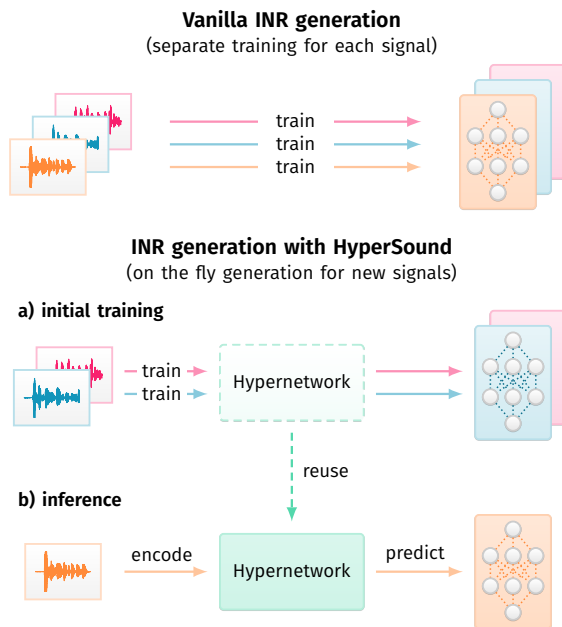 Vanilla INR generation
(separate training for each signal)
train
train
train
INR generation with HyperSound
(on the fly generation for new signals)
a) initial training
train
train
Hypernetwork
reuse
b) inference
encode
Hypernetwork
predict